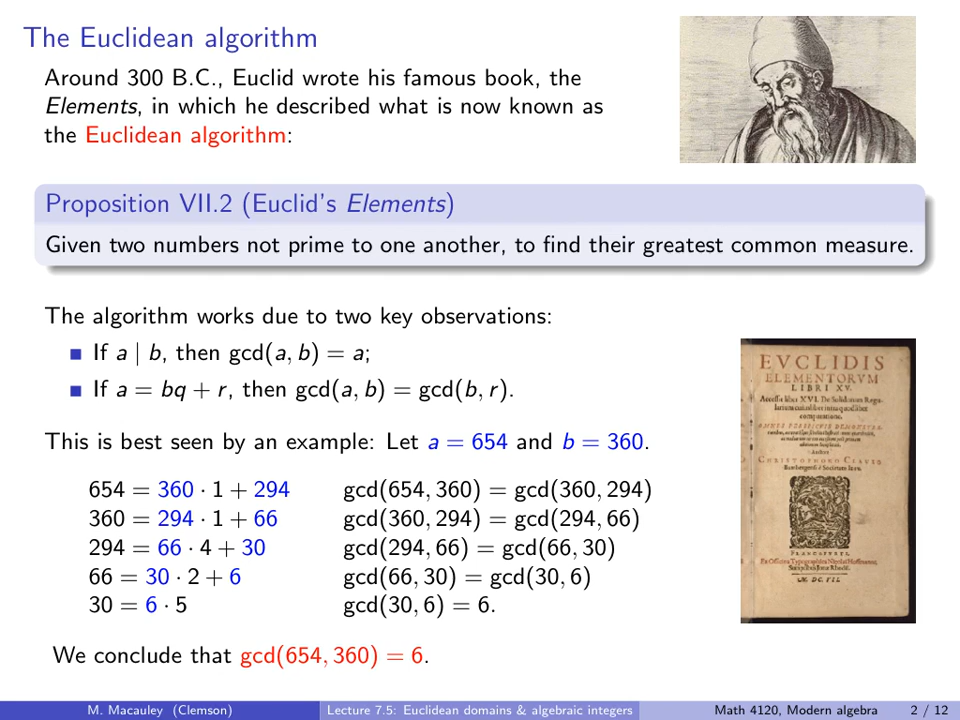 The Euclidean algorithm
Around 300 B.C., Euclid wrote his famous book, the
Elements, in which he described what is now known as
the Euclidean algorithm:
Proposition VII.2 (Euclid's Elements)
Given two numbers not prime to one another, to find their greatest common measure.
The algorithm works due to two key observations:
If a | b, then gcd(a, b) = a;
If a = bq + r, then gcd(a, b) = gcd(b, r).
This is best seen by an example: Let a = 654 and b = 360.
654 = 360 · 1 + 294 gcd(654, 360) = gcd(360, 294)
360 = 294 · 1 + 66 gcd(360, 294) = gcd(294, 66)
294 = 66 · 4 + 30 gcd(294, 66) = gcd(66, 30)
66 = 30 · 2 + 6 gcd(66, 30) = gcd(30, 6)
30 = 6 · 5 gcd(30, 6) = 6.
We conclude that gcd(654, 360) = 6.
EVCLIDIS
ELEMENTORVM
LIBRI XV.
M. Macauley (Clemson) Lecture 7.5: Euclidean domains & algebraic integers Math 4120, Modern algebra 2 / 12